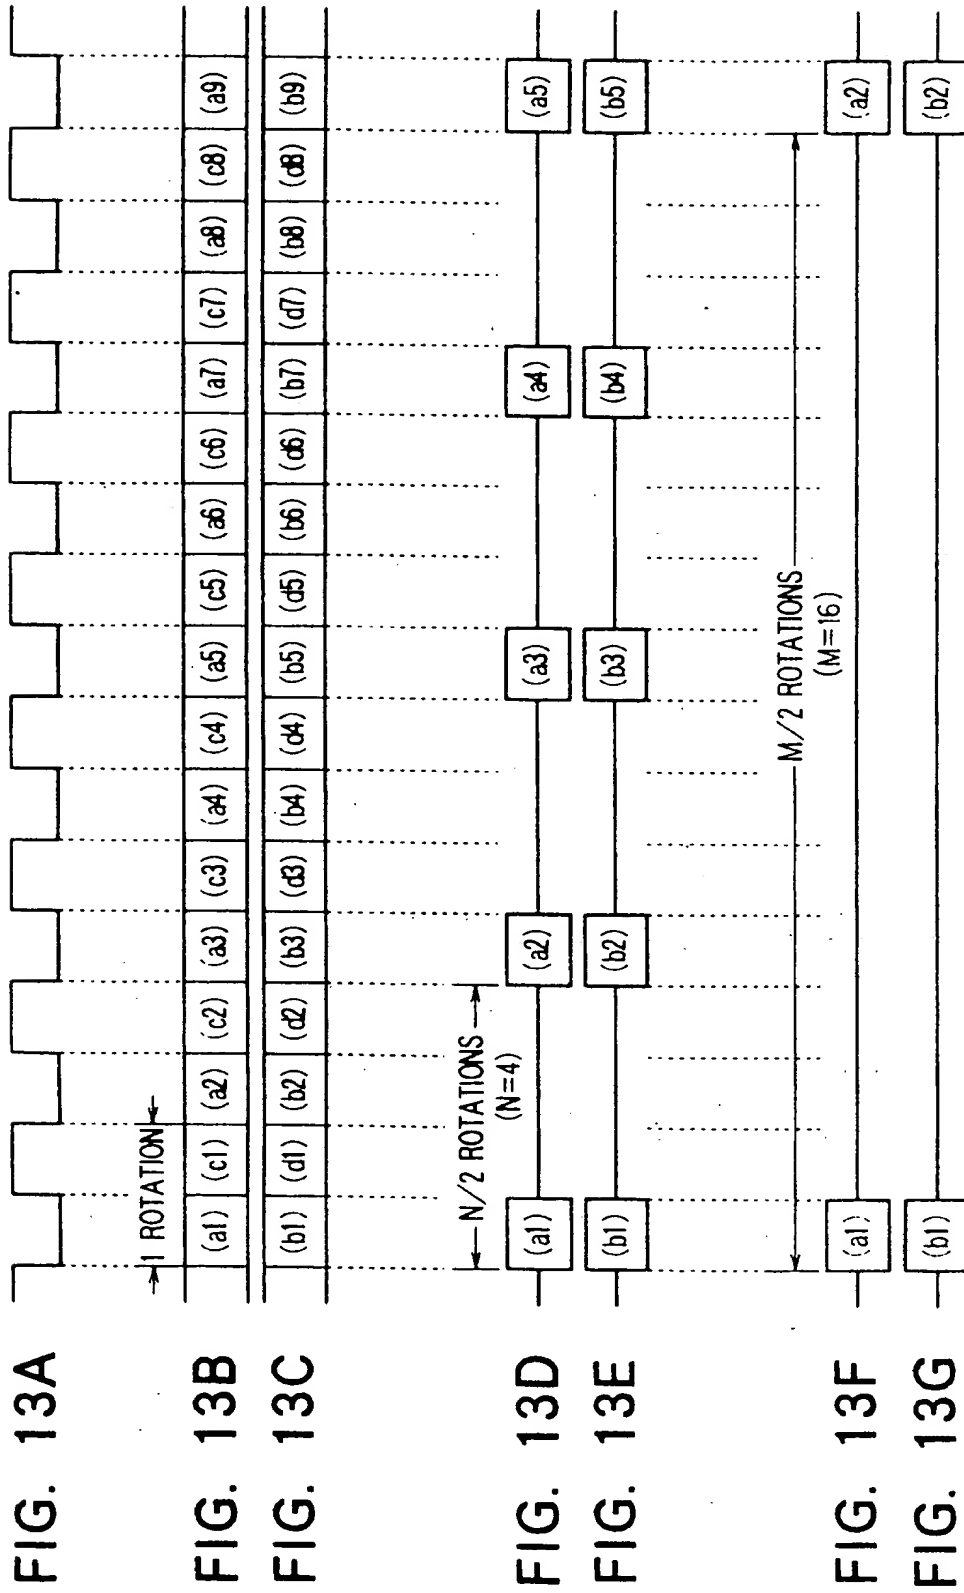 FIG. 13A
1 ROTATION
FIG. 13B
(a1) (c1) (a2) (c2) (a3) (c3) (a4) (c4) (a5) (c5) (a6) (c6) (a7) (c7) (a8) (c8) (a9)
FIG. 13C
(b1) (d1) (b2) (d2) (b3) (d3) (b4) (d4) (b5) (d5) (b6) (d6) (b7) (d7) (b8) (d8) (b9)
N/2 ROTATIONS
(N=4)
FIG. 13D
(a1) (a2) (a3) (a4) (a5)
FIG. 13E
(b1) (b2) (b3) (b4) (b5)
M/2 ROTATIONS
(M=16)
FIG. 13F
(a1) (a2)
FIG. 13G
(b1) (b2)